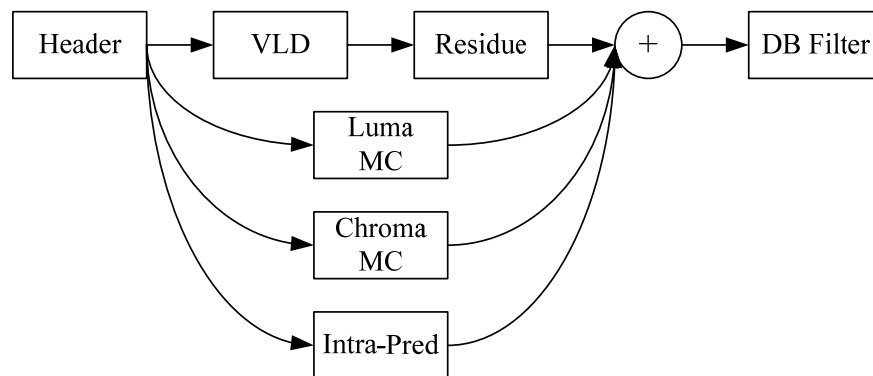 Header
VLD
Residue
+
DB Filter
Luma
MC
Chroma
MC
Intra-Pred